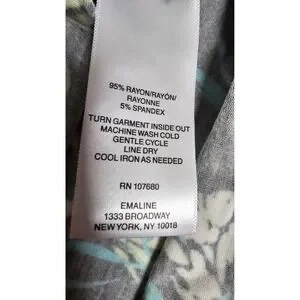 95% RAYON/RAYÓN/
RAYONNE
5% SPANDEX
TURN GARMENT INSIDE OUT
MACHINE WASH COLD
GENTLE CYCLE
LINE DRY
COOL IRON AS NEEDED
RN 107680
EMALINE
1333 BROADWAY
NEW YORK, NY, 10018